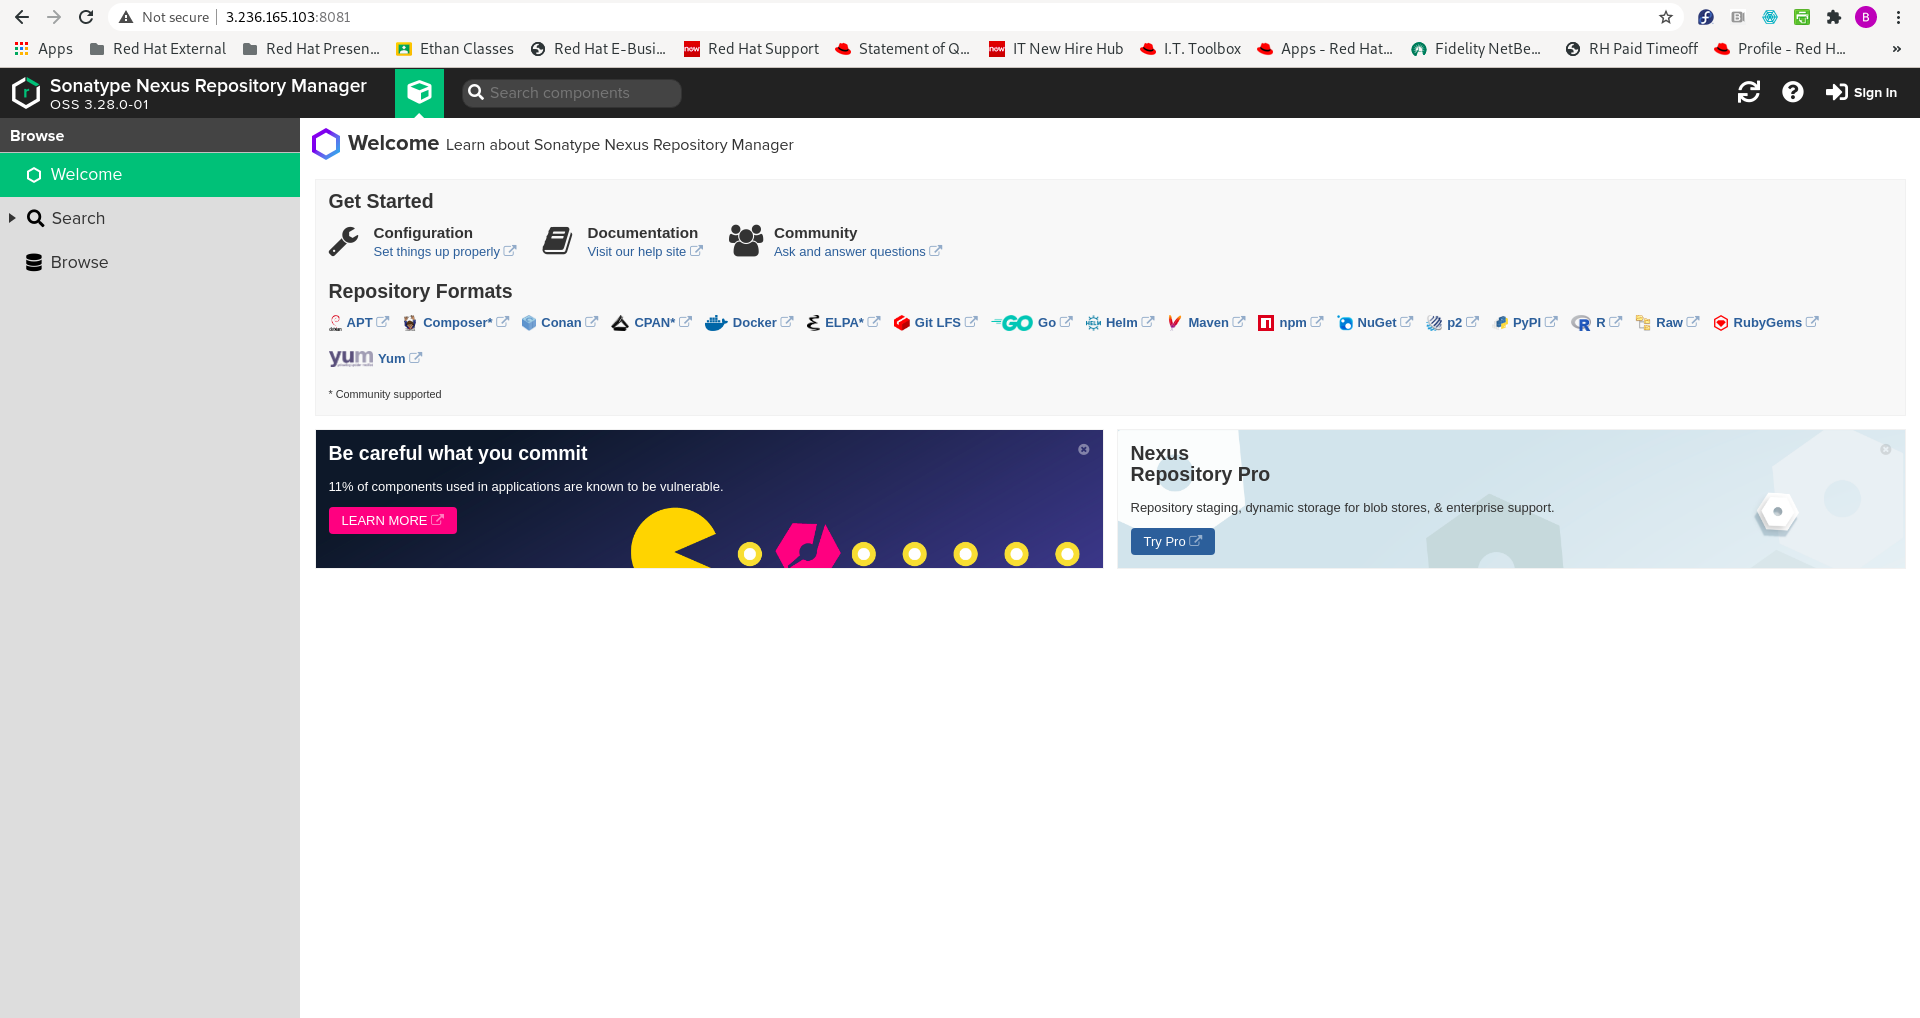 Not secure 3.236.165.103:8081 B
Apps Red Hat External Red Hat Presen... Ethan Classes Red Hat E-Busi... now Red Hat Support Statement of Q... now IT New Hire Hub I.T. Toolbox Apps - Red Hat... Fidelity NetBe... RH Paid Timeoff Profile - Red H... »
Sonatype Nexus Repository Manager
OSS 3.28.0-01
Search components
Sign In
Browse
Welcome
Search
Browse
Welcome Learn about Sonatype Nexus Repository Manager
Get Started
Configuration
Set things up properly
Documentation
Visit our help site
Community
Ask and answer questions
Repository Formats
APT Composer* Conan CPAN* Docker ELPA* Git LFS GO Go HELM Helm Maven npm NuGet p2 PyPI R R Raw RubyGems
yum Yum
* Community supported
Be careful what you commit
11% of components used in applications are known to be vulnerable.
LEARN MORE
Nexus
Repository Pro
Repository staging, dynamic storage for blob stores, & enterprise support.
Try Pro